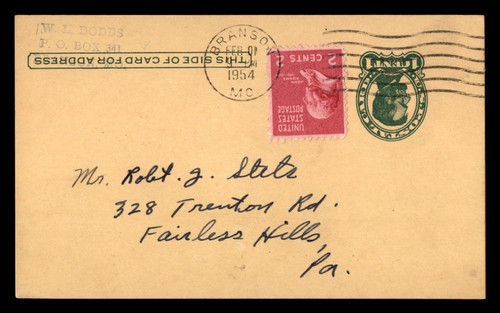 W. L. DODDS
P. O. BOX 341
THIS SIDE OF CARD FOR ADDRESS
BRANSON
FEB
1954
MO
2 CENTS 2
UNITED
STATES
POSTAGE
Mr. Robt. J. Stets
328 Trenton Rd.
Fairless Hills,
Pa.